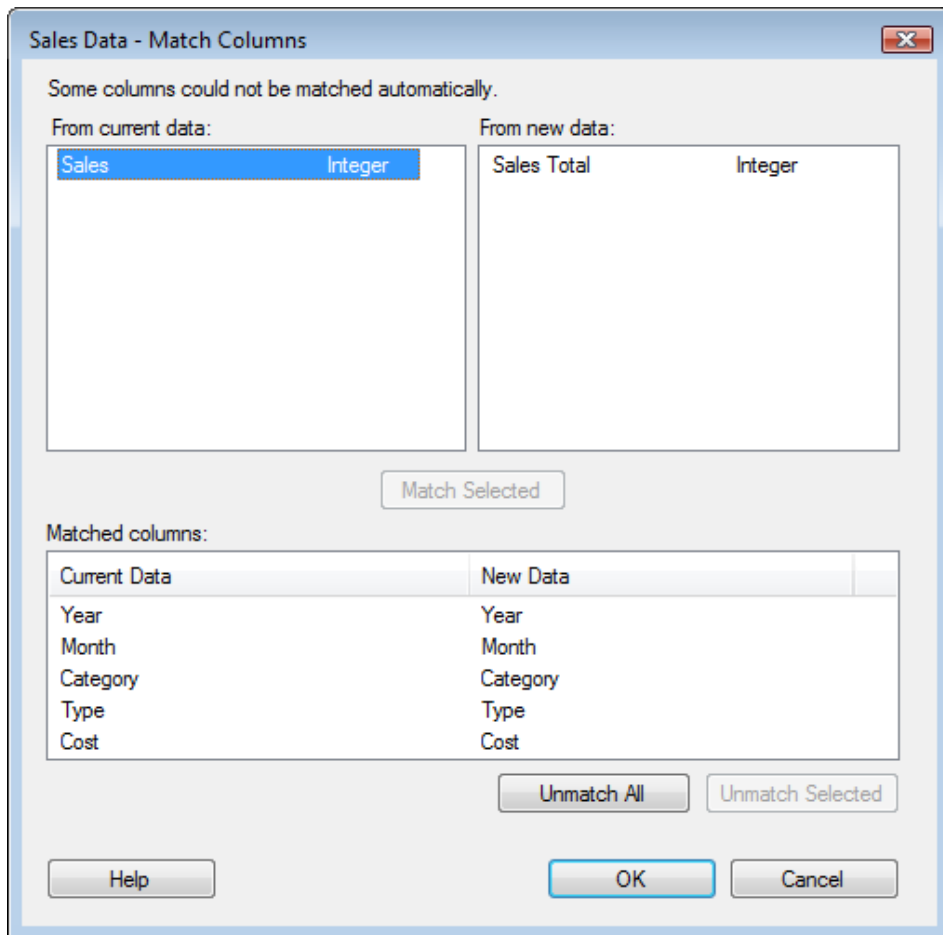 Sales Data - Match Columns
Some columns could not be matched automatically.
From current data: From new data:
Sales Integer Sales Total Integer
Match Selected
Matched columns:
Current Data New Data
Year Year
Month Month
Category Category
Type Type
Cost Cost
Unmatch All Unmatch Selected
Help OK Cancel